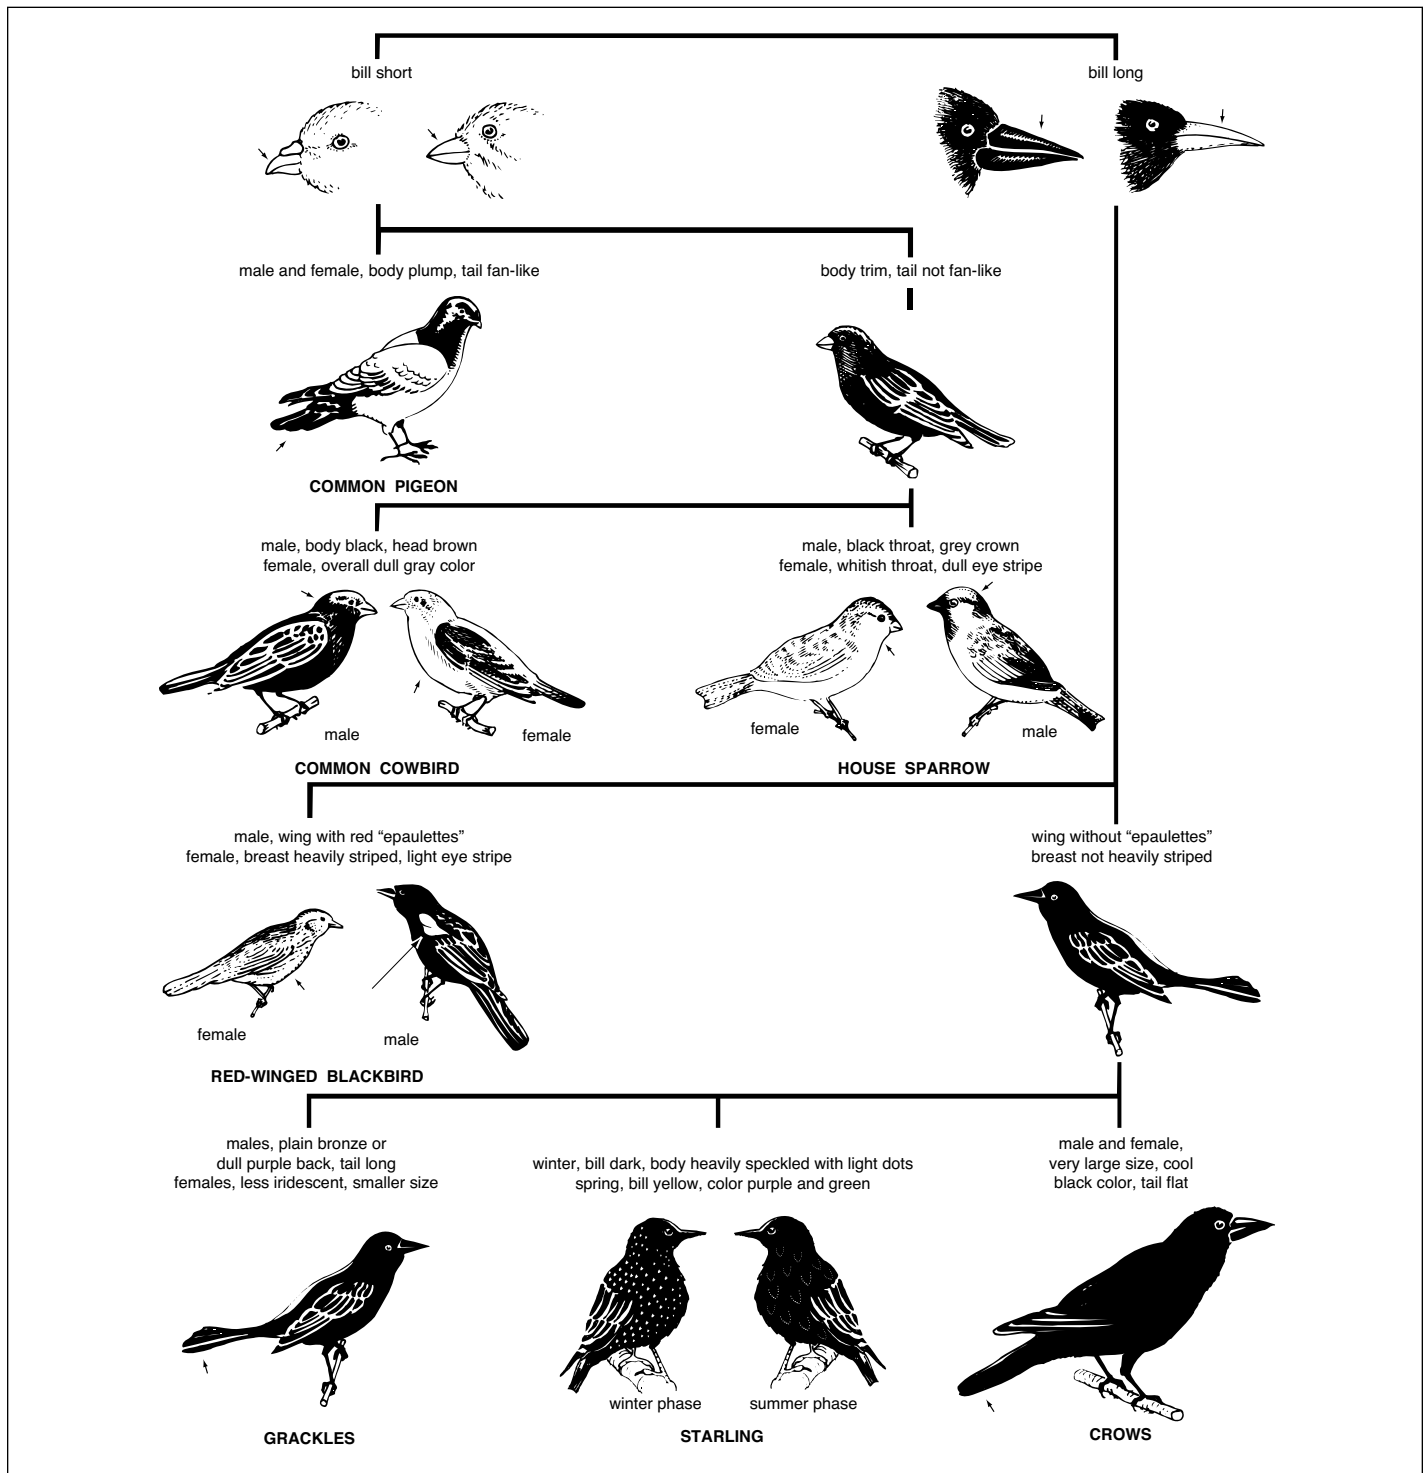 bill short
bill long
male and female, body plump, tail fan-like
body trim, tail not fan-like
COMMON PIGEON
male, body black, head brown
female, overall dull gray color
male, black throat, grey crown
female, whitish throat, dull eye stripe
male
female
female
male
COMMON COWBIRD
HOUSE SPARROW
male, wing with red “epaulettes”
female, breast heavily striped, light eye stripe
wing without “epaulettes”
breast not heavily striped
female
male
RED-WINGED BLACKBIRD
males, plain bronze or
dull purple back, tail long
females, less iridescent, smaller size
winter, bill dark, body heavily speckled with light dots
spring, bill yellow, color purple and green
male and female,
very large size, cool
black color, tail flat
winter phase
summer phase
GRACKLES
STARLING
CROWS